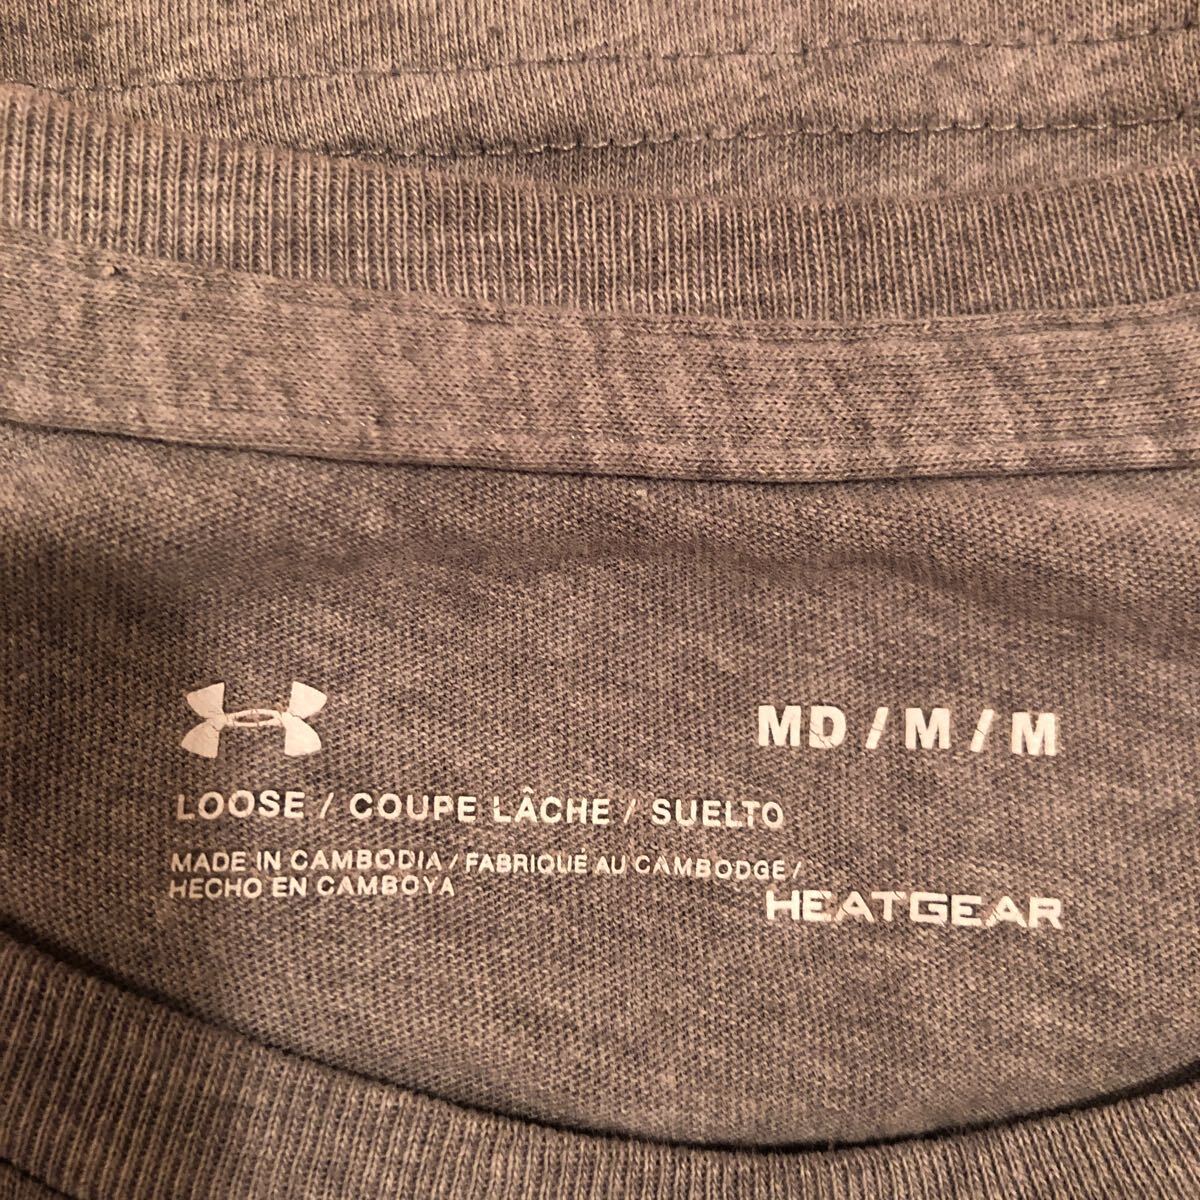 MD / M / M
LOOSE / COUPE LÂCHE / SUELTO
MADE IN CAMBODIA / FABRIQUÉ AU CAMBODGE /
HECHO EN CAMBOYA
HEATGEAR